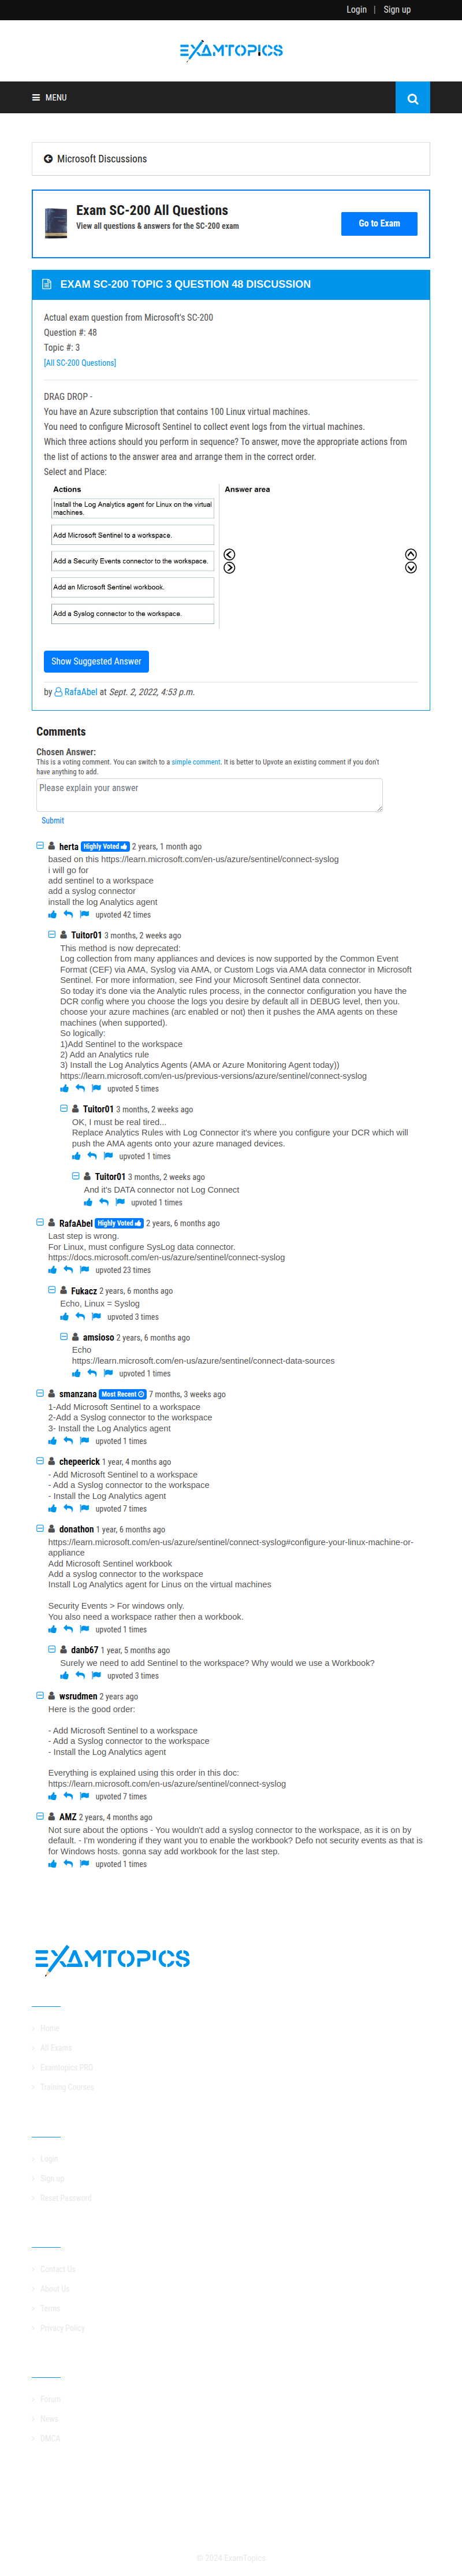 Login | Sign up
EXAMTOPICS
MENU
Microsoft Discussions
Exam SC-200 All Questions
View all questions & answers for the SC-200 exam
Go to Exam
EXAM SC-200 TOPIC 3 QUESTION 48 DISCUSSION
Actual exam question from Microsoft's SC-200
Question #: 48
Topic #: 3
[All SC-200 Questions]
DRAG DROP -
You have an Azure subscription that contains 100 Linux virtual machines.
You need to configure Microsoft Sentinel to collect event logs from the virtual machines.
Which three actions should you perform in sequence? To answer, move the appropriate actions from
the list of actions to the answer area and arrange them in the correct order.
Select and Place:
Actions
Answer area
Install the Log Analytics agent for Linux on the virtual
machines.
Add Microsoft Sentinel to a workspace.
Add a Security Events connector to the workspace.
Add an Microsoft Sentinel workbook.
Add a Syslog connector to the workspace.
Show Suggested Answer
by RafaAbel at Sept. 2, 2022, 4:53 p.m.
Comments
Chosen Answer:
This is a voting comment. You can switch to a simple comment. It is better to Upvote an existing comment if you don't
have anything to add.
Please explain your answer
Submit
herta Highly Voted 2 years, 1 month ago
based on this https://learn.microsoft.com/en-us/azure/sentinel/connect-syslog
i will go for
add sentinel to a workspace
add a syslog connector
install the log Analytics agent
upvoted 42 times
Tuitor01 3 months, 2 weeks ago
This method is now deprecated:
Log collection from many appliances and devices is now supported by the Common Event
Format (CEF) via AMA, Syslog via AMA, or Custom Logs via AMA data connector in Microsoft
Sentinel. For more information, see Find your Microsoft Sentinel data connector.
So today it's done via the Analytic rules process, in the connector configuration you have the
DCR config where you choose the logs you desire by default all in DEBUG level, then you.
choose your azure machines (arc enabled or not) then it pushes the AMA agents on these
machines (when supported).
So logically:
1)Add Sentinel to the workspace
2) Add an Analytics rule
3) Install the Log Analytics Agents (AMA or Azure Monitoring Agent today))
https://learn.microsoft.com/en-us/previous-versions/azure/sentinel/connect-syslog
upvoted 5 times
Tuitor01 3 months, 2 weeks ago
OK, I must be real tired...
Replace Analytics Rules with Log Connector it's where you configure your DCR which will
push the AMA agents onto your azure managed devices.
upvoted 1 times
Tuitor01 3 months, 2 weeks ago
And it's DATA connector not Log Connect
upvoted 1 times
RafaAbel Highly Voted 2 years, 6 months ago
Last step is wrong.
For Linux, must configure SysLog data connector.
https://docs.microsoft.com/en-us/azure/sentinel/connect-syslog
upvoted 23 times
Fukacz 2 years, 6 months ago
Echo, Linux = Syslog
upvoted 3 times
amsioso 2 years, 6 months ago
Echo
https://learn.microsoft.com/en-us/azure/sentinel/connect-data-sources
upvoted 1 times
smanzana Most Recent 7 months, 3 weeks ago
1-Add Microsoft Sentinel to a workspace
2-Add a Syslog connector to the workspace
3- Install the Log Analytics agent
upvoted 1 times
chepeerick 1 year, 4 months ago
- Add Microsoft Sentinel to a workspace
- Add a Syslog connector to the workspace
- Install the Log Analytics agent
upvoted 7 times
donathon 1 year, 6 months ago
https://learn.microsoft.com/en-us/azure/sentinel/connect-syslog#configure-your-linux-machine-or-
appliance
Add Microsoft Sentinel workbook
Add a syslog connector to the workspace
Install Log Analytics agent for Linus on the virtual machines
Security Events > For windows only.
You also need a workspace rather then a workbook.
upvoted 1 times
danb67 1 year, 5 months ago
Surely we need to add Sentinel to the workspace? Why would we use a Workbook?
upvoted 3 times
wsrudmen 2 years ago
Here is the good order:
- Add Microsoft Sentinel to a workspace
- Add a Syslog connector to the workspace
- Install the Log Analytics agent
Everything is explained using this order in this doc:
https://learn.microsoft.com/en-us/azure/sentinel/connect-syslog
upvoted 7 times
AMZ 2 years, 4 months ago
Not sure about the options - You wouldn't add a syslog connector to the workspace, as it is on by
default. - I'm wondering if they want you to enable the workbook? Defo not security events as that is
for Windows hosts. gonna say add workbook for the last step.
upvoted 1 times
EXAMTOPICS
Home
All Exams
Examtopics PRO
Training Courses
Login
Sign up
Reset Password
Contact Us
About Us
Terms
Privacy Policy
Forum
News
DMCA
© 2024 ExamTopics